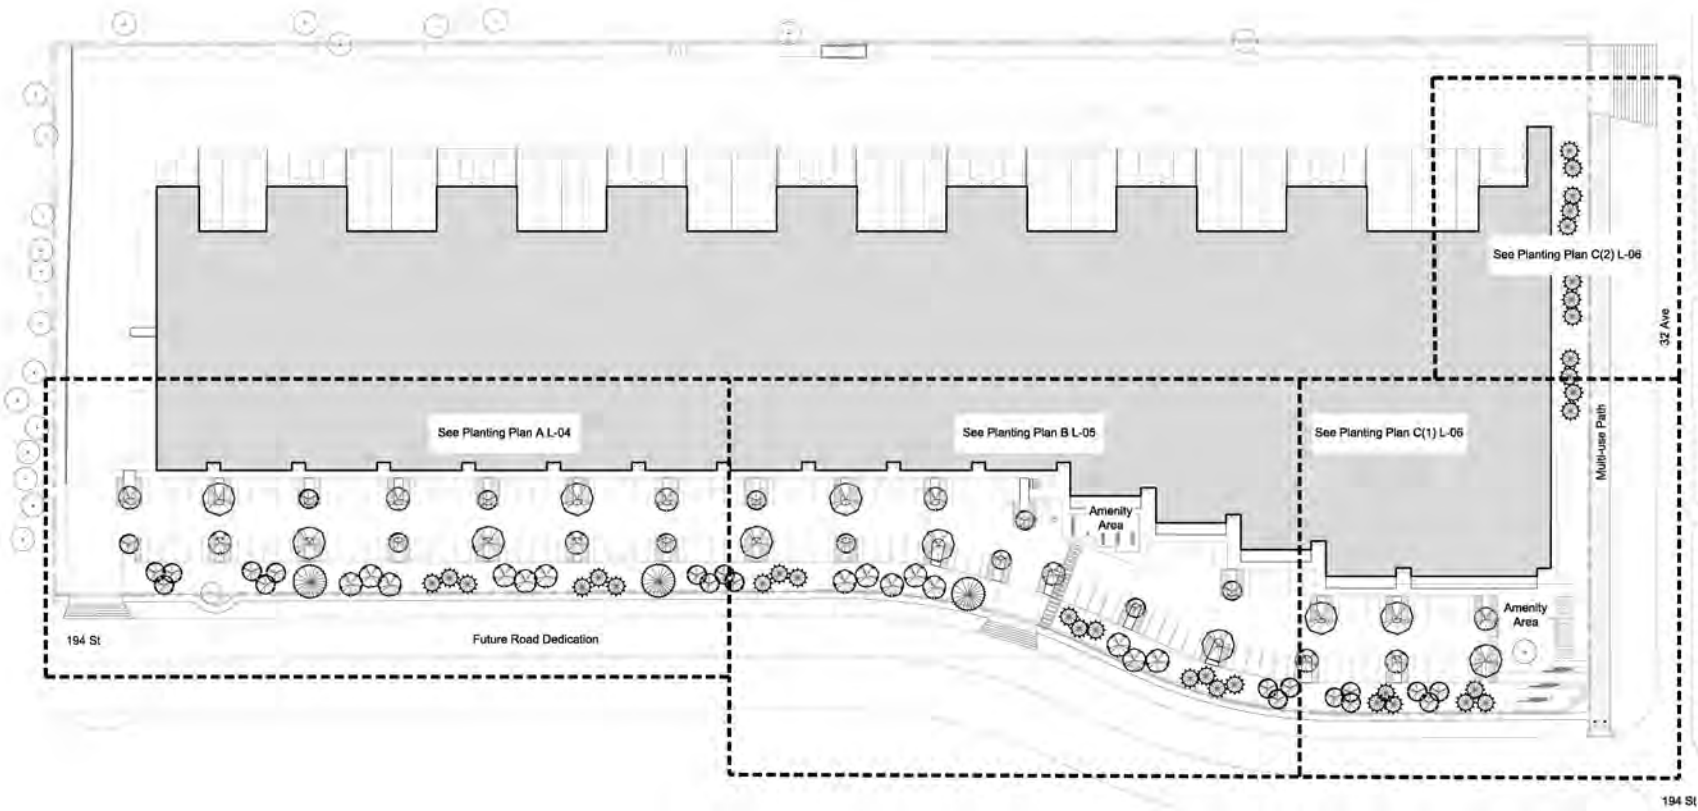 See Planting Plan C(2) L-06
32 Ave
See Planting Plan A L-04
See Planting Plan B L-05
See Planting Plan C(1) L-06
Multi-use Path
Amenity
Area
Amenity
Area
194 St
Future Road Dedication
194 St